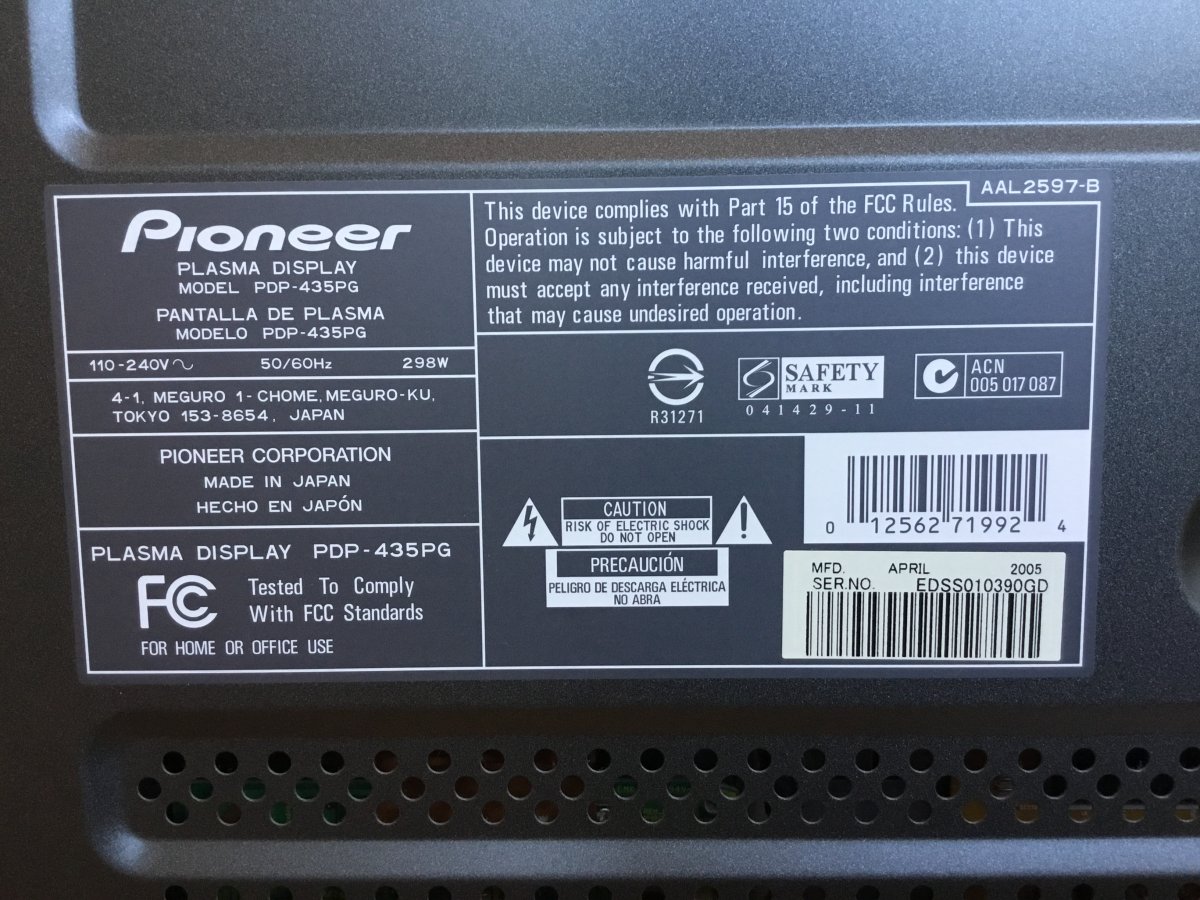 AAL2597-B
Pioneer
PLASMA DISPLAY
MODEL PDP-435PG
PANTALLA DE PLASMA
MODELO PDP-435PG
110-240V～ 50/60Hz 298W
4-1, MEGURO 1-CHOME, MEGURO-KU,
TOKYO 153-8654, JAPAN
PIONEER CORPORATION
MADE IN JAPAN
HECHO EN JAPÓN
PLASMA DISPLAY PDP-435PG
FC
Tested To Comply
With FCC Standards
FOR HOME OR OFFICE USE
This device complies with Part 15 of the FCC Rules.
Operation is subject to the following two conditions: (1) This
device may not cause harmful interference, and (2) this device
must accept any interference received, including interference
that may cause undesired operation.
R31271
SAFETY
MARK
041429-11
ACN
005 017 087
CAUTION
RISK OF ELECTRIC SHOCK
DO NOT OPEN
PRECAUCIÓN
PELIGRO DE DESCARGA ELÉCTRICA
NO ABRA
0 12562 71992 4
MFD. APRIL 2005
SER.NO. EDSS010390GD